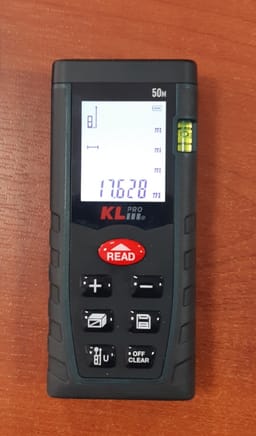 50M
m
m
m
17.628 m
KL PRO
READ
+ −
U OFF
CLEAR